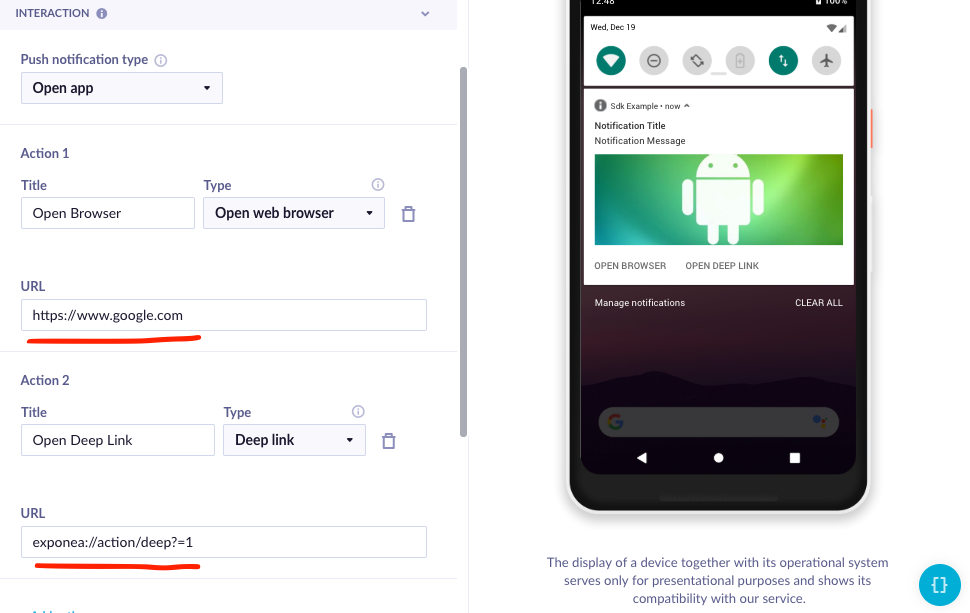 INTERACTION
Push notification type
Open app
Action 1
Title Type
Open Browser Open web browser
URL
https://www.google.com
Action 2
Title Type
Open Deep Link Deep link
URL
exponea://action/deep?=1
12:48 100%
Wed, Dec 19
Sdk Example • now
Notification Title
Notification Message
OPEN BROWSER OPEN DEEP LINK
Manage notifications CLEAR ALL
The display of a device together with its operational system
serves only for presentational purposes and shows its
compatibility with our service.
{}